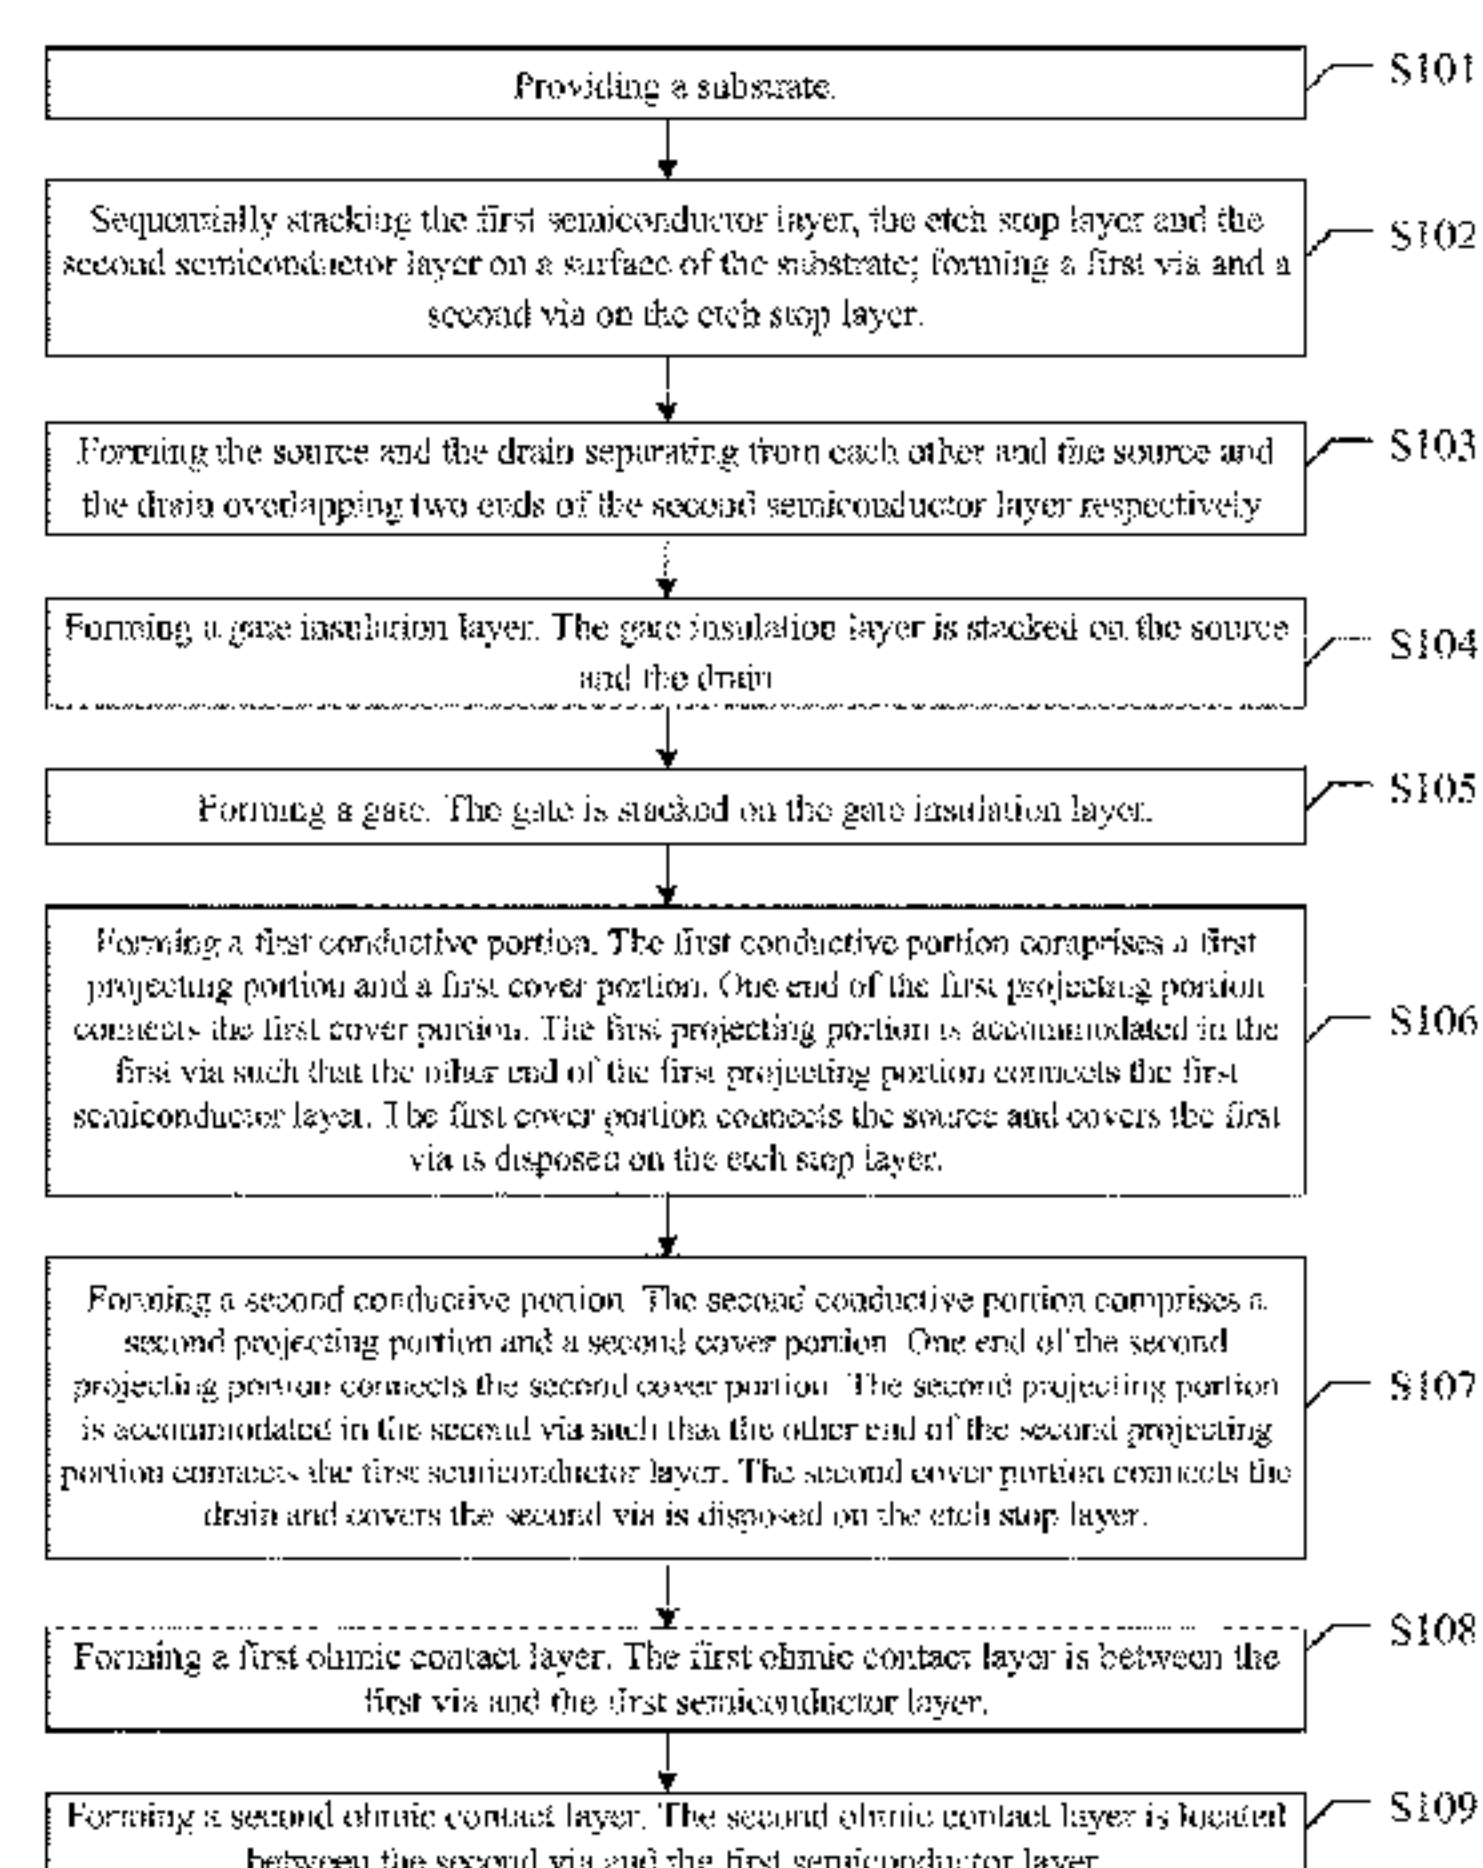 Providing a substrate.
S101
Sequentially stacking the first semiconductor layer, the etch stop layer and the
second semiconductor layer on a surface of the substrate; forming a first via and a
second via on the etch stop layer.
S102
Forming the source and the drain separating from each other and the source and
the drain overlapping two ends of the second semiconductor layer respectively
S103
Forming a gate insulation layer. The gate insulation layer is stacked on the source
and the drain
S104
Forming a gate. The gate is stacked on the gate insulation layer.
S105
Forming a first conductive portion. The first conductive portion comprises a first
projecting portion and a first cover portion. One end of the first projecting portion
connects the first cover portion. The first projecting portion is accommodated in the
first via such that the other end of the first projecting portion connects the first
semiconductor layer. The first cover portion connects the source and covers the first
via is disposed on the etch stop layer.
S106
Forming a second conductive portion. The second conductive portion comprises a
second projecting portion and a second cover portion. One end of the second
projecting portion connects the second cover portion. The second projecting portion
is accommodated in the second via such that the other end of the second projecting
portion connects the first semiconductor layer. The second cover portion connects the
drain and covers the second via is disposed on the etch stop layer.
S107
Forming a first ohmic contact layer. The first ohmic contact layer is between the
first via and the first semiconductor layer.
S108
Forming a second ohmic contact layer. The second ohmic contact layer is located
between the second via and the first semiconductor layer
S109